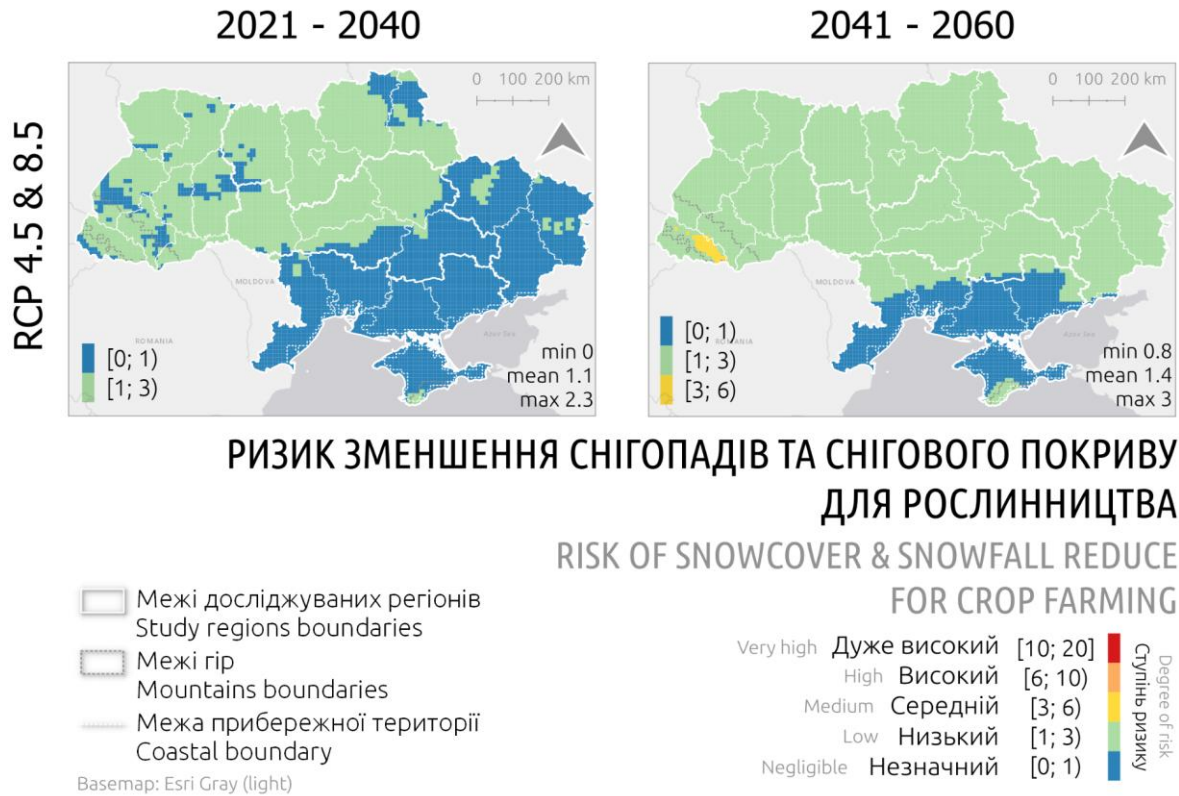 2021 - 2040
2041 - 2060
RCP 4.5 & 8.5
0 100 200 km
MOLDOVA
ROMANIA
Azov Sea
[0; 1)
[1; 3)
min 0
mean 1.1
max 2.3
0 100 200 km
MOLDOVA
ROMANIA
Azov Sea
[0; 1)
[1; 3)
[3; 6)
min 0.8
mean 1.4
max 3
РИЗИК ЗМЕНШЕННЯ СНІГОПАДІВ ТА СНІГОВОГО ПОКРИВУ
ДЛЯ РОСЛИННИЦТВА
RISK OF SNOWCOVER & SNOWFALL REDUCE
FOR CROP FARMING
Межі досліджуваних регіонів
Study regions boundaries
Межі гір
Mountains boundaries
Межа прибережної території
Coastal boundary
Basemap: Esri Gray (light)
Very high Дуже високий [10; 20]
High Високий [6; 10)
Medium Середній [3; 6)
Low Низький [1; 3)
Negligible Незначний [0; 1)
Ступінь ризику
Degree of risk